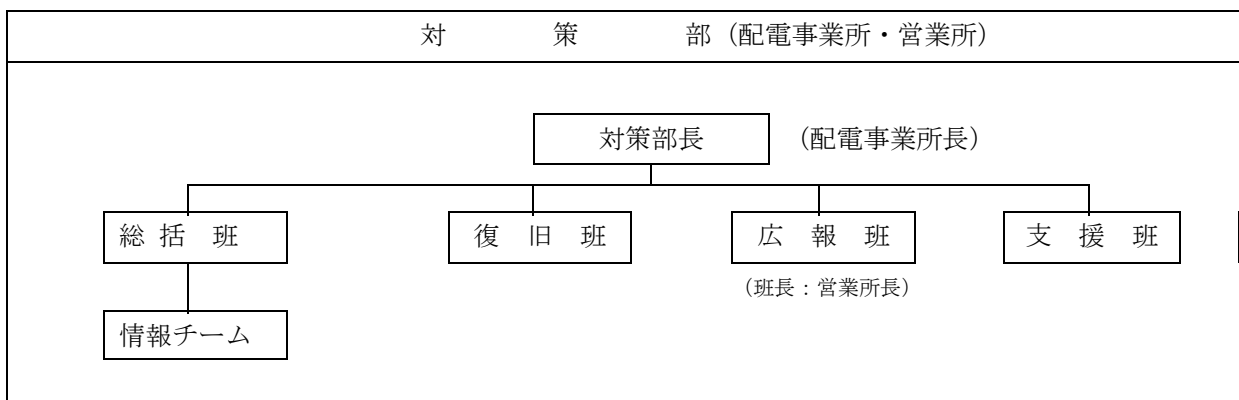 対 策 部（配電事業所・営業所）
対策部長 （配電事業所長）
総括班 復旧班 広報班 支援班
（班長：営業所長）
情報チーム